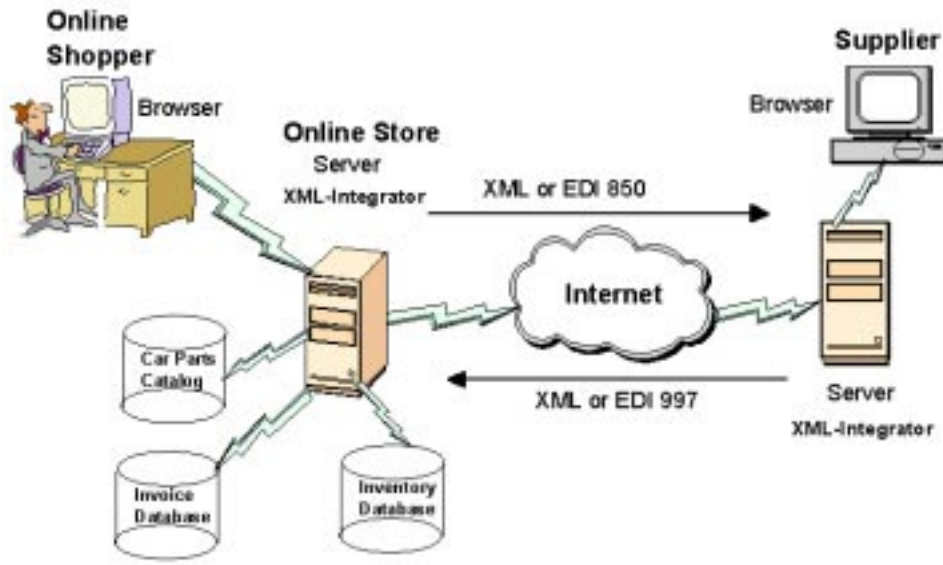 Online
Shopper
Browser
Supplier
Browser
Online Store
Server
XML-Integrator
XML or EDI 850
Internet
Car Parts
Catalog
XML or EDI 997
Server
XML-Integrator
Invoice
Database
Inventory
Database